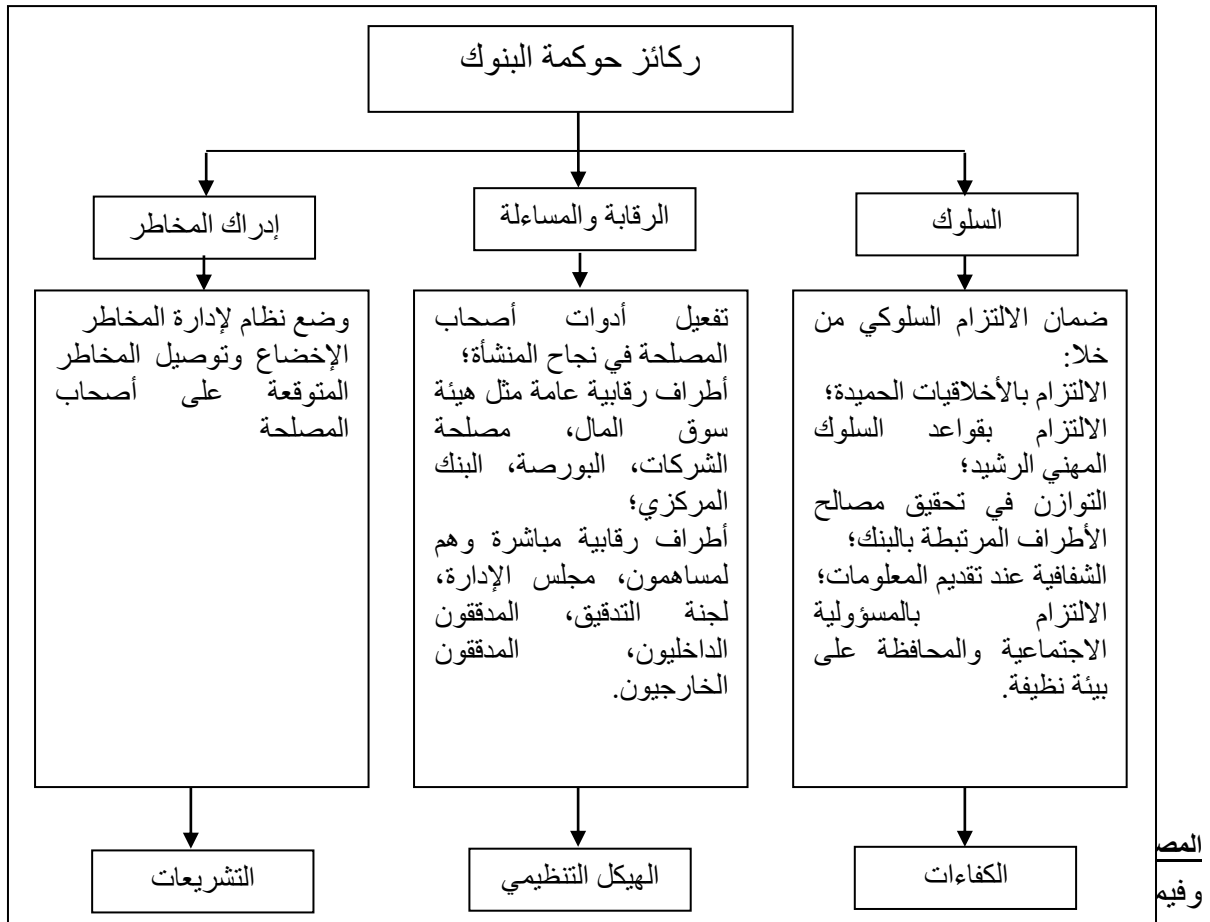 ركائز حوكمة البنوك
السلوك
الرقابة والمساءلة
إدراك المخاطر
ضمان الالتزام السلوكي من
خلا:
الالتزام بالأخلاقيات الحميدة؛
الالتزام بقواعد السلوك
المهني الرشيد؛
التوازن في تحقيق مصالح
الأطراف المرتبطة بالبنك؛
الشفافية عند تقديم المعلومات؛
الالتزام بالمسؤولية
الاجتماعية والمحافظة على
بيئة نظيفة.
تفعيل أدوات أصحاب
المصلحة في نجاح المنشأة؛
أطراف رقابية عامة مثل هيئة
سوق المال، مصلحة
الشركات، البورصة، البنك
المركزي؛
أطراف رقابية مباشرة وهم
لمساهمون، مجلس الإدارة،
لجنة التدقيق، المدققون
الداخليون، المدققون
الخارجيون.
وضع نظام لإدارة المخاطر
الإخضاع وتوصيل المخاطر
المتوقعة على أصحاب
المصلحة
الكفاءات
الهيكل التنظيمي
التشريعات
المص
وفيم